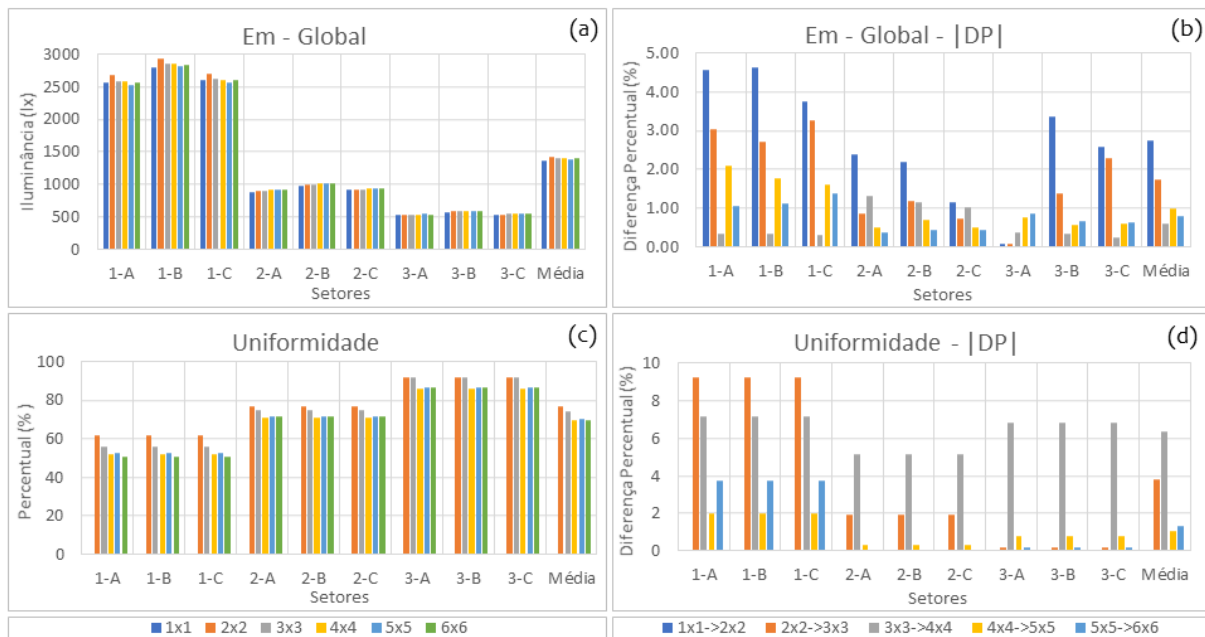 Em - Global
(a)
Iluminância (lx)
3000
2500
2000
1500
1000
500
0
1-A 1-B 1-C 2-A 2-B 2-C 3-A 3-B 3-C Média
Setores
Em - Global - |DP|
(b)
Diferença Percentual (%)
5.00
4.00
3.00
2.00
1.00
0.00
1-A 1-B 1-C 2-A 2-B 2-C 3-A 3-B 3-C Média
Setores
Uniformidade
(c)
Percentual (%)
100
80
60
40
20
0
1-A 1-B 1-C 2-A 2-B 2-C 3-A 3-B 3-C Média
Setores
1x1 2x2 3x3 4x4 5x5 6x6
Uniformidade - |DP|
(d)
Diferença Percentual (%)
10
8
6
4
2
0
1-A 1-B 1-C 2-A 2-B 2-C 3-A 3-B 3-C Média
Setores
1x1->2x2 2x2->3x3 3x3->4x4 4x4->5x5 5x5->6x6